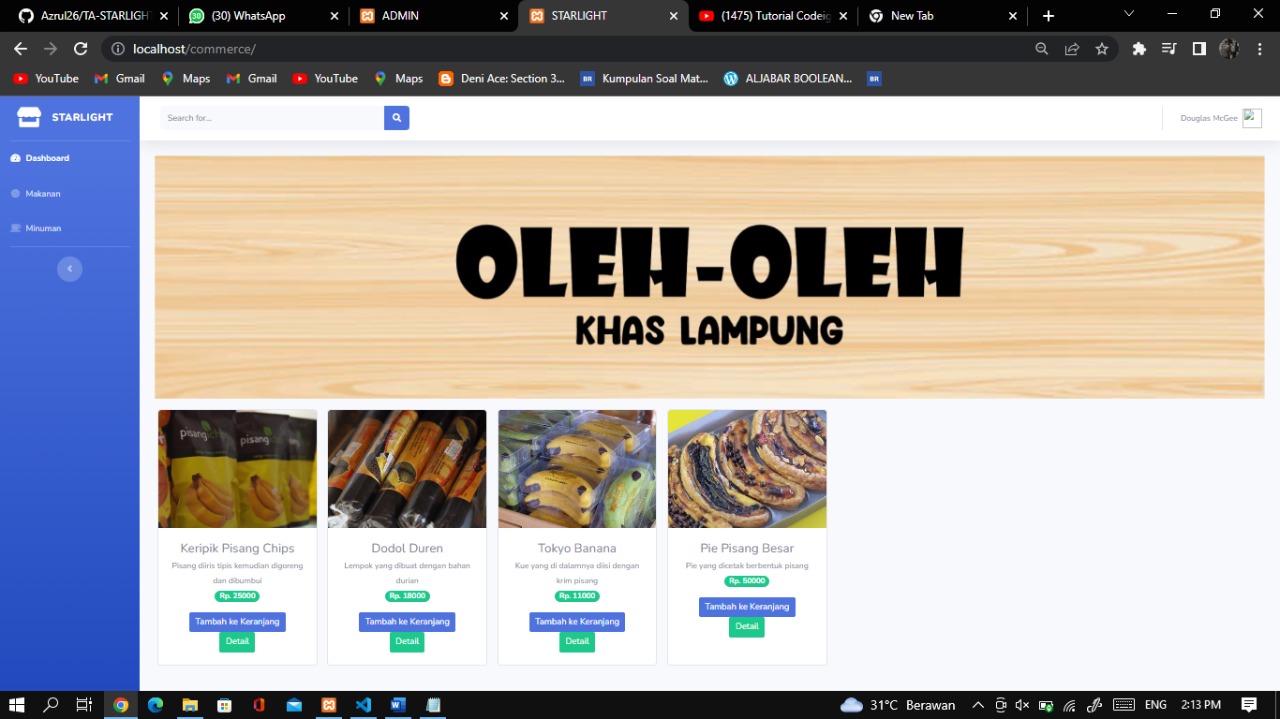 Azrul26/TA-STARLIGHT
(30) WhatsApp
ADMIN
STARLIGHT
(1475) Tutorial Codeig
New Tab
localhost/commerce/
YouTube
Gmail
Maps
Gmail
YouTube
Maps
Deni Ace: Section 3...
Kumpulan Soal Mat...
ALJABAR BOOLEAN...
BR
BR
STARLIGHT
Search for...
Douglas McGee
Dashboard
Makanan
Minuman
OLEH-OLEH
KHAS LAMPUNG
pisang
pisang
Keripik Pisang Chips
Pisang diiris tipis kemudian digoreng
dan dibumbui
Rp. 25000
Tambah ke Keranjang
Detail
Dodol Duren
Lempok yang dibuat dengan bahan
durian
Rp. 18000
Tambah ke Keranjang
Detail
Tokyo Banana
Kue yang di dalamnya diisi dengan
krim pisang
Rp. 11000
Tambah ke Keranjang
Detail
Pie Pisang Besar
Pie yang dicetak berbentuk pisang
Rp. 50000
Tambah ke Keranjang
Detail
31°C Berawan
ENG
2:13 PM